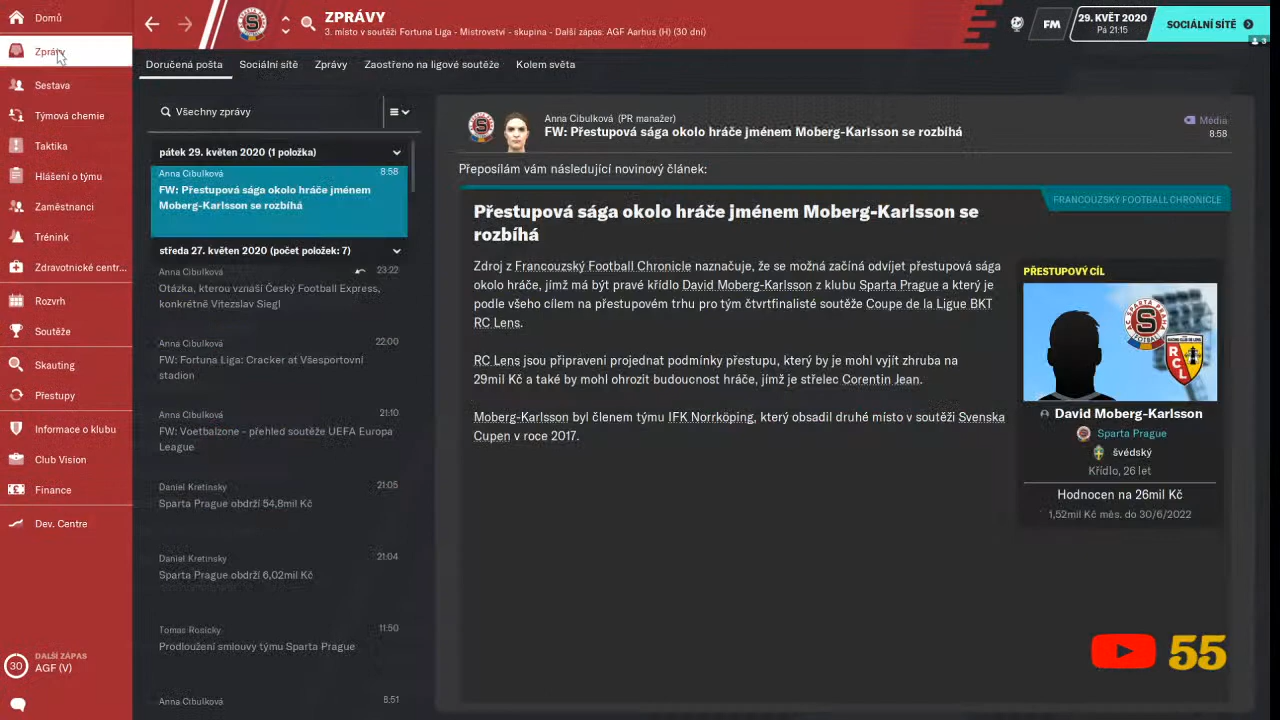 Domů
Zprávy
Sestava
Týmová chemie
Taktika
Hlášení o týmu
Zaměstnanci
Trénink
Zdravotnické centr...
Rozvrh
Soutěže
Skauting
Přestupy
Informace o klubu
Club Vision
Finance
Dev. Centre
30
DALŠÍ ZÁPAS
AGF (V)
ZPRÁVY
3. místo v soutěži Fortuna Liga - Mistrovství - skupina - Další zápas: AGF Aarhus (H) (30 dní)
FM
29. KVĚT 2020
Pá 21:15
SOCIÁLNÍ SÍTĚ
3
Doručená pošta
Sociální sítě
Zprávy
Zaostřeno na ligové soutěže
Kolem světa
Všechny zprávy
pátek 29. květen 2020 (1 položka)
Anna Cibulková 8:58
FW: Přestupová sága okolo hráče jménem
Moberg-Karlsson se rozbíhá
středa 27. květen 2020 (počet položek: 7)
Anna Cibulková 23:22
Otázka, kterou vznáší Český Football Express,
konkrétně Vitezslav Siegl
Anna Cibulková 22:00
FW: Fortuna Liga: Cracker at Všesportovní
stadion
Anna Cibulková 21:10
FW: Voetbalzone - přehled soutěže UEFA Europa
League
Daniel Kretinsky 21:05
Sparta Prague obdrží 54,8mil Kč
Daniel Kretinsky 21:04
Sparta Prague obdrží 6,02mil Kč
Tomas Rosicky 11:50
Prodloužení smlouvy týmu Sparta Prague
Anna Cibulková 8:51
Anna Cibulková (PR manažer)
FW: Přestupová sága okolo hráče jménem Moberg-Karlsson se rozbíhá
Média
8:58
Přeposílám vám následující novinový článek:
FRANCOUZSKÝ FOOTBALL CHRONICLE
Přestupová sága okolo hráče jménem Moberg-Karlsson se
rozbíhá
Zdroj z Francouzský Football Chronicle naznačuje, že se možná začíná odvíjet přestupová sága
okolo hráče, jímž má být pravé křídlo David Moberg-Karlsson z klubu Sparta Prague a který je
podle všeho cílem na přestupovém trhu pro tým čtvrtfinalisté soutěže Coupe de la Ligue BKT
RC Lens.
RC Lens jsou připraveni projednat podmínky přestupu, který by je mohl vyjít zhruba na
29mil Kč a také by mohl ohrozit budoucnost hráče, jímž je střelec Corentin Jean.
Moberg-Karlsson byl členem týmu IFK Norrköping, který obsadil druhé místo v soutěži Svenska
Cupen v roce 2017.
PŘESTUPOVÝ CÍL
David Moberg-Karlsson
Sparta Prague
švédský
Křídlo, 26 let
Hodnocen na 26mil Kč
1,52mil Kč měs. do 30/6/2022
55